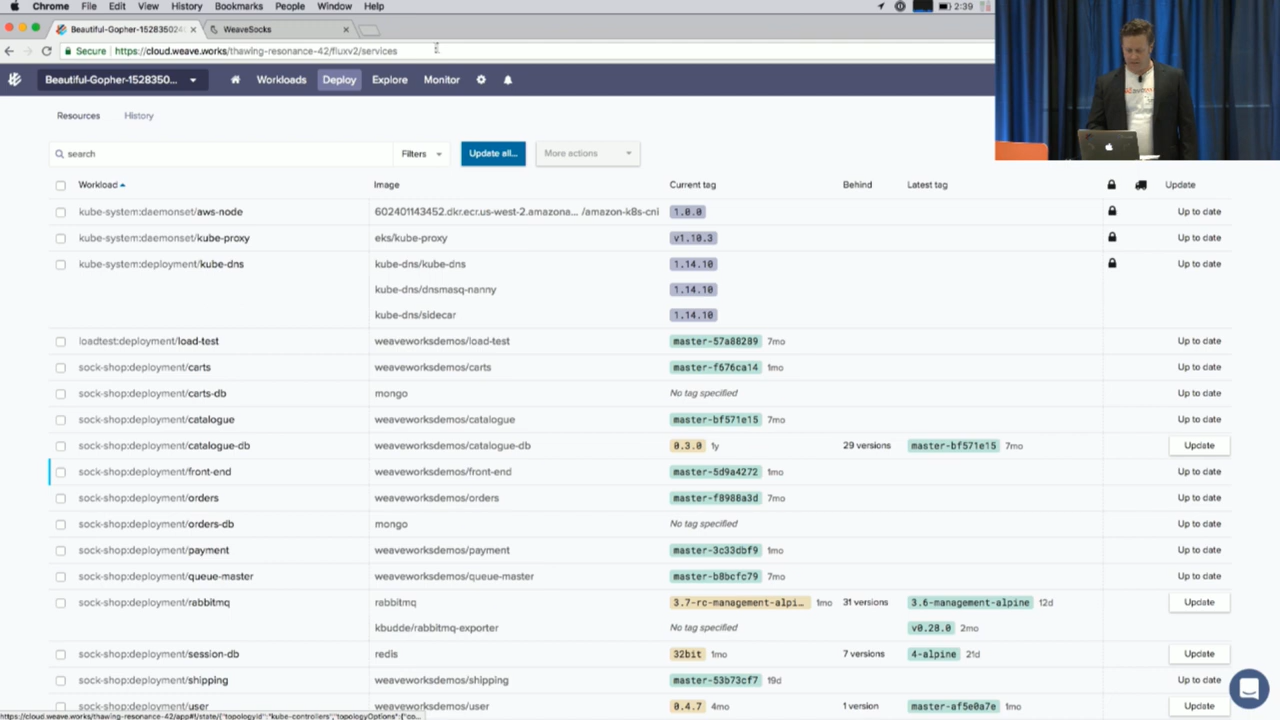 Chrome File Edit View History Bookmarks People Window Help 2:39
Beautiful-Gopher-15283502 WeaveSocks
Secure https://cloud.weave.works/thawing-resonance-42/fluxv2/services
Beautiful-Gopher-1528350... Workloads Deploy Explore Monitor
Resources History
search Filters Update all... More actions
Workload Image Current tag Behind Latest tag Update
kube-system:daemonset/aws-node 602401143452.dkr.ecr.us-west-2.amazona... /amazon-k8s-cni 1.0.0 Up to date
kube-system:daemonset/kube-proxy eks/kube-proxy v1.10.3 Up to date
kube-system:deployment/kube-dns kube-dns/kube-dns 1.14.10 Up to date
kube-dns/dnsmasq-nanny 1.14.10
kube-dns/sidecar 1.14.10
loadtest:deployment/load-test weaveworksdemos/load-test master-57a88289 7mo Up to date
sock-shop:deployment/carts weaveworksdemos/carts master-f676ca14 1mo Up to date
sock-shop:deployment/carts-db mongo No tag specified Up to date
sock-shop:deployment/catalogue weaveworksdemos/catalogue master-bf571e15 7mo Up to date
sock-shop:deployment/catalogue-db weaveworksdemos/catalogue-db 0.3.0 1y 29 versions master-bf571e15 7mo Update
sock-shop:deployment/front-end weaveworksdemos/front-end master-5d9a4272 1mo Up to date
sock-shop:deployment/orders weaveworksdemos/orders master-f8988a3d 7mo Up to date
sock-shop:deployment/orders-db mongo No tag specified Up to date
sock-shop:deployment/payment weaveworksdemos/payment master-3c33dbf9 1mo Up to date
sock-shop:deployment/queue-master weaveworksdemos/queue-master master-b8bcfc79 7mo Up to date
sock-shop:deployment/rabbitmq rabbitmq 3.7-rc-management-alpi... 1mo 31 versions 3.6-management-alpine 12d Update
kbudde/rabbitmq-exporter No tag specified v0.28.0 2mo
sock-shop:deployment/session-db redis 32bit 1mo 7 versions 4-alpine 21d Update
sock-shop:deployment/shipping weaveworksdemos/shipping master-53b73cf7 19d Up to date
sock-shop:deployment/user weaveworksdemos/user 0.4.7 4mo 1 version master-af5e0a7e 1mo Update
https://cloud.weave.works/thawing-resonance-42/app#!/state/{"topologyId":"kube-controllers","topologyOptions":{"co...